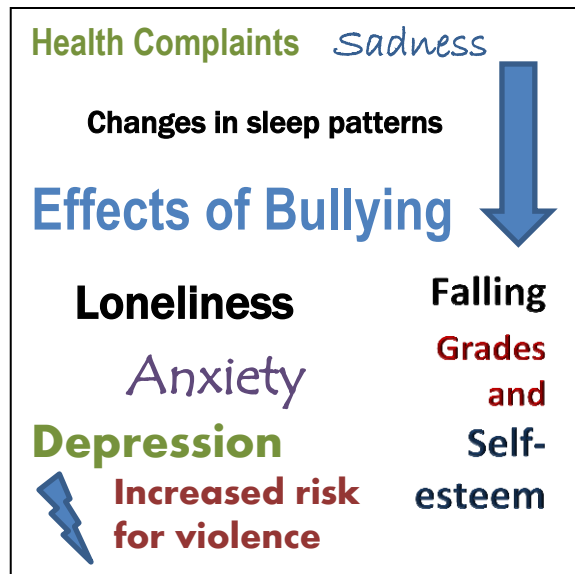 Health Complaints
Sadness
Changes in sleep patterns
Effects of Bullying
Loneliness
Anxiety
Depression
Increased risk
for violence
Falling
Grades
and
Self-
esteem